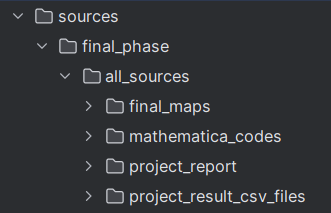 sources
final_phase
all_sources
final_maps
mathematica_codes
project_report
project_result_csv_files